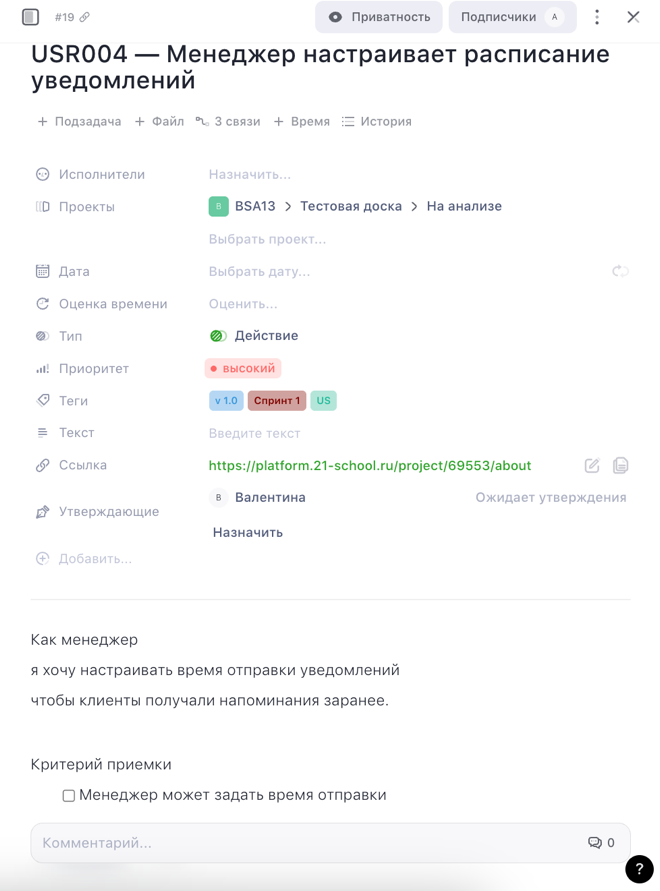 #19
Приватность
Подписчики A
USR004 — Менеджер настраивает расписание
уведомлений
+ Подзадача + Файл 3 связи + Время История
Исполнители Назначить...
Проекты B BSA13 > Тестовая доска > На анализе
Выбрать проект...
Дата Выбрать дату...
Оценка времени Оценить...
Тип Действие
Приоритет высокий
Теги v 1.0 Спринт 1 US
Текст Введите текст
Ссылка https://platform.21-school.ru/project/69553/about
Утверждающие В Валентина Ожидает утверждения
Назначить
Добавить...
Как менеджер
я хочу настраивать время отправки уведомлений
чтобы клиенты получали напоминания заранее.
Критерий приемки
Менеджер может задать время отправки
Комментарий... 0
?